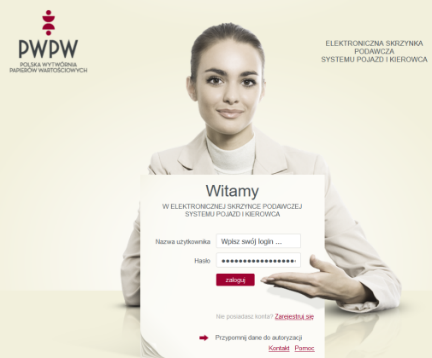 PWPW
POLSKA WYTWÓRNIA
PAPIERÓW WARTOŚCIOWYCH
ELEKTRONICZNA SKRZYNKA
PODAWCZA
SYSTEMU POJAZD I KIEROWCA
Witamy
W ELEKTRONICZNEJ SKRZYNCE PODAWCZEJ
SYSTEMU POJAZD I KIEROWCA
Nazwa użytkownika Wpisz swój login ...
Hasło
zaloguj
Nie posiadasz konta? Zarejestruj się
Przypomnij dane do autoryzacji
Kontakt Pomoc